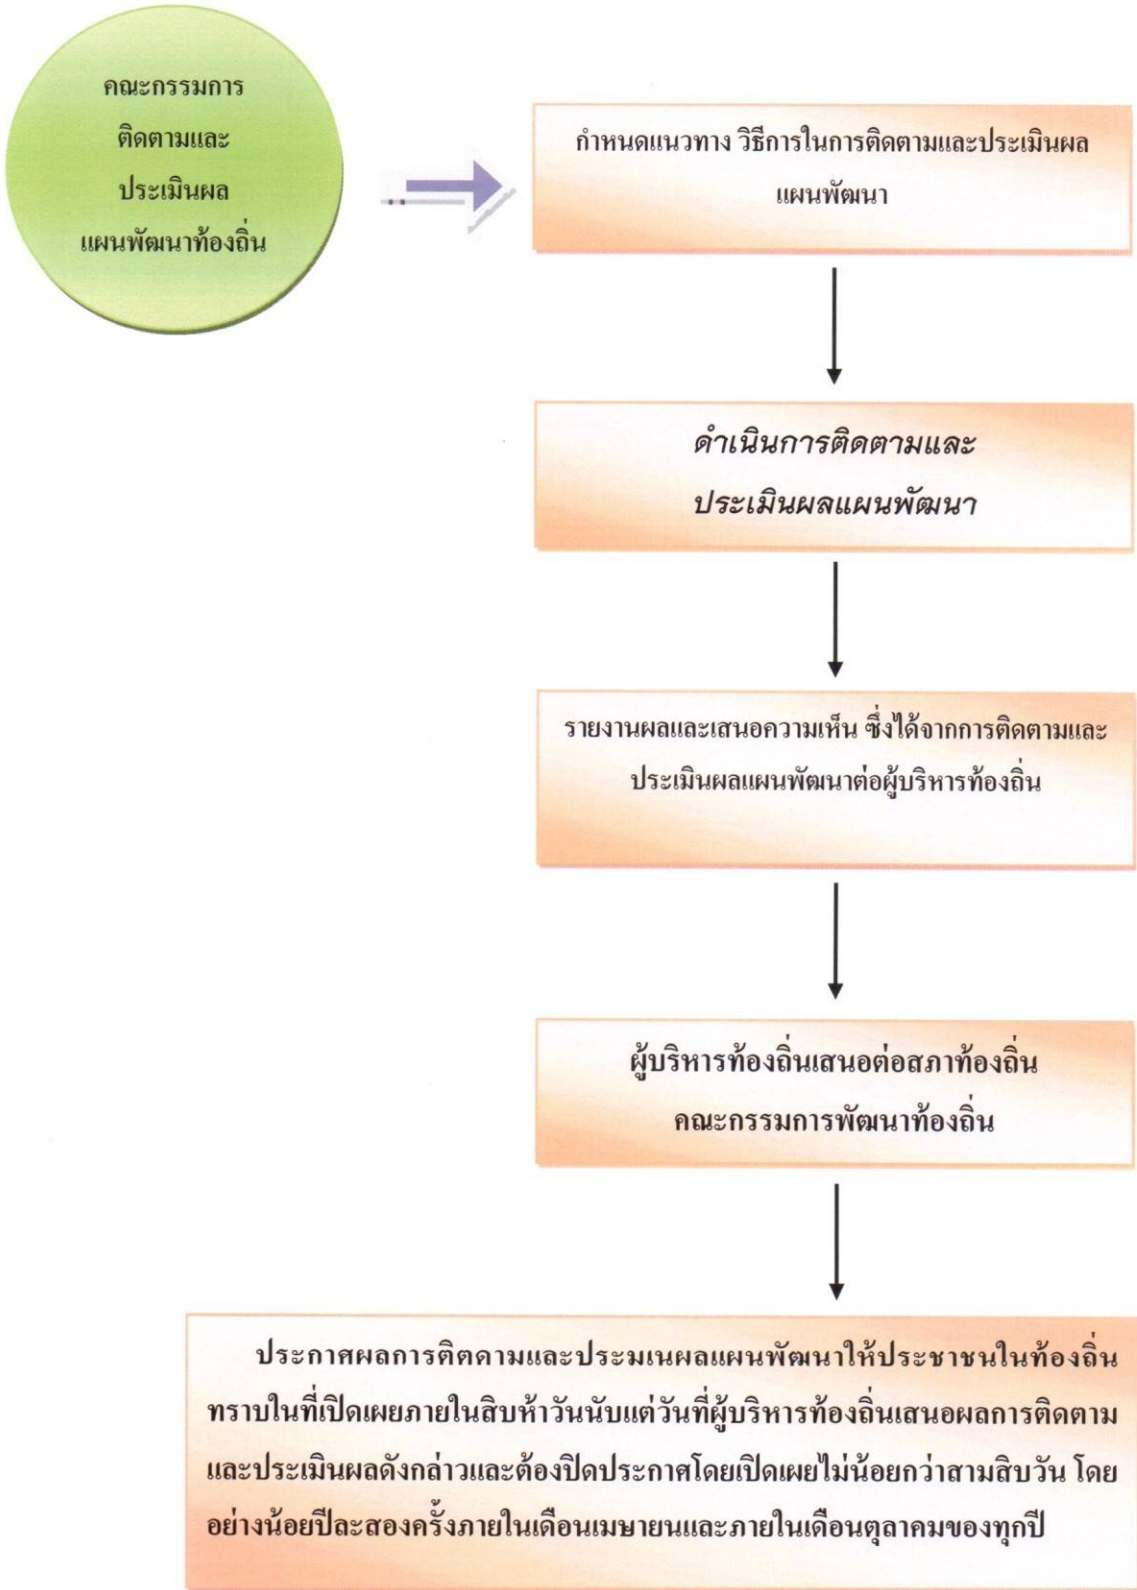 คณะกรรมการ
ติดตามและ
ประเมินผล
แผนพัฒนาท้องถิ่น
กำหนดแนวทาง วิธีการในการติดตามและประเมินผล
แผนพัฒนา
ดำเนินการติดตามและ
ประเมินผลแผนพัฒนา
รายงานผลและเสนอความเห็น ซึ่งได้จากการติดตามและ
ประเมินผลแผนพัฒนาต่อผู้บริหารท้องถิ่น
ผู้บริหารท้องถิ่นเสนอต่อสภาท้องถิ่น
คณะกรรมการพัฒนาท้องถิ่น
ประกาศผลการติตดามและประมเนผลแผนพัฒนาให้ประชาชนในท้องถิ่น
ทราบในที่เปิดเผยภายในสิบห้าวันนับแต่วันที่ผู้บริหารท้องถิ่นเสนอผลการติดตาม
และประเมินผลดังกล่าวและต้องปิดประกาศโดยเปิดเผยไม่น้อยกว่าสามสิบวัน โดย
อย่างน้อยปีละสองครั้งภายในเดือนเมษายนและภายในเดือนตุลาคมของทุกปี